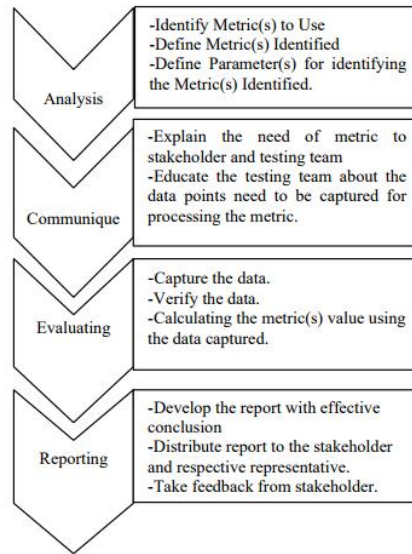 Analysis
-Identify Metric(s) to Use
-Define Metric(s) Identified
-Define Parameter(s) for identifying
the Metric(s) Identified.
Communique
-Explain the need of metric to
stakeholder and testing team
-Educate the testing team about the
data points need to be captured for
processing the metric.
Evaluating
-Capture the data.
-Verify the data.
-Calculating the metric(s) value using
the data captured.
Reporting
-Develop the report with effective
conclusion
-Distribute report to the stakeholder
and respective representative.
-Take feedback from stakeholder.